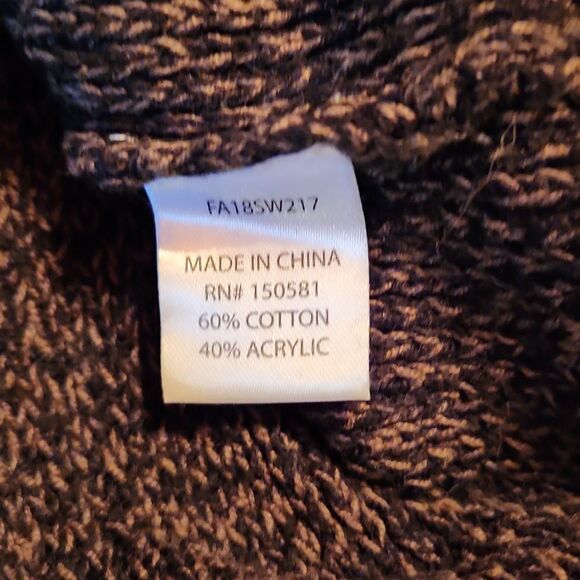 FA18SW217
MADE IN CHINA
RN# 150581
60% COTTON
40% ACRYLIC